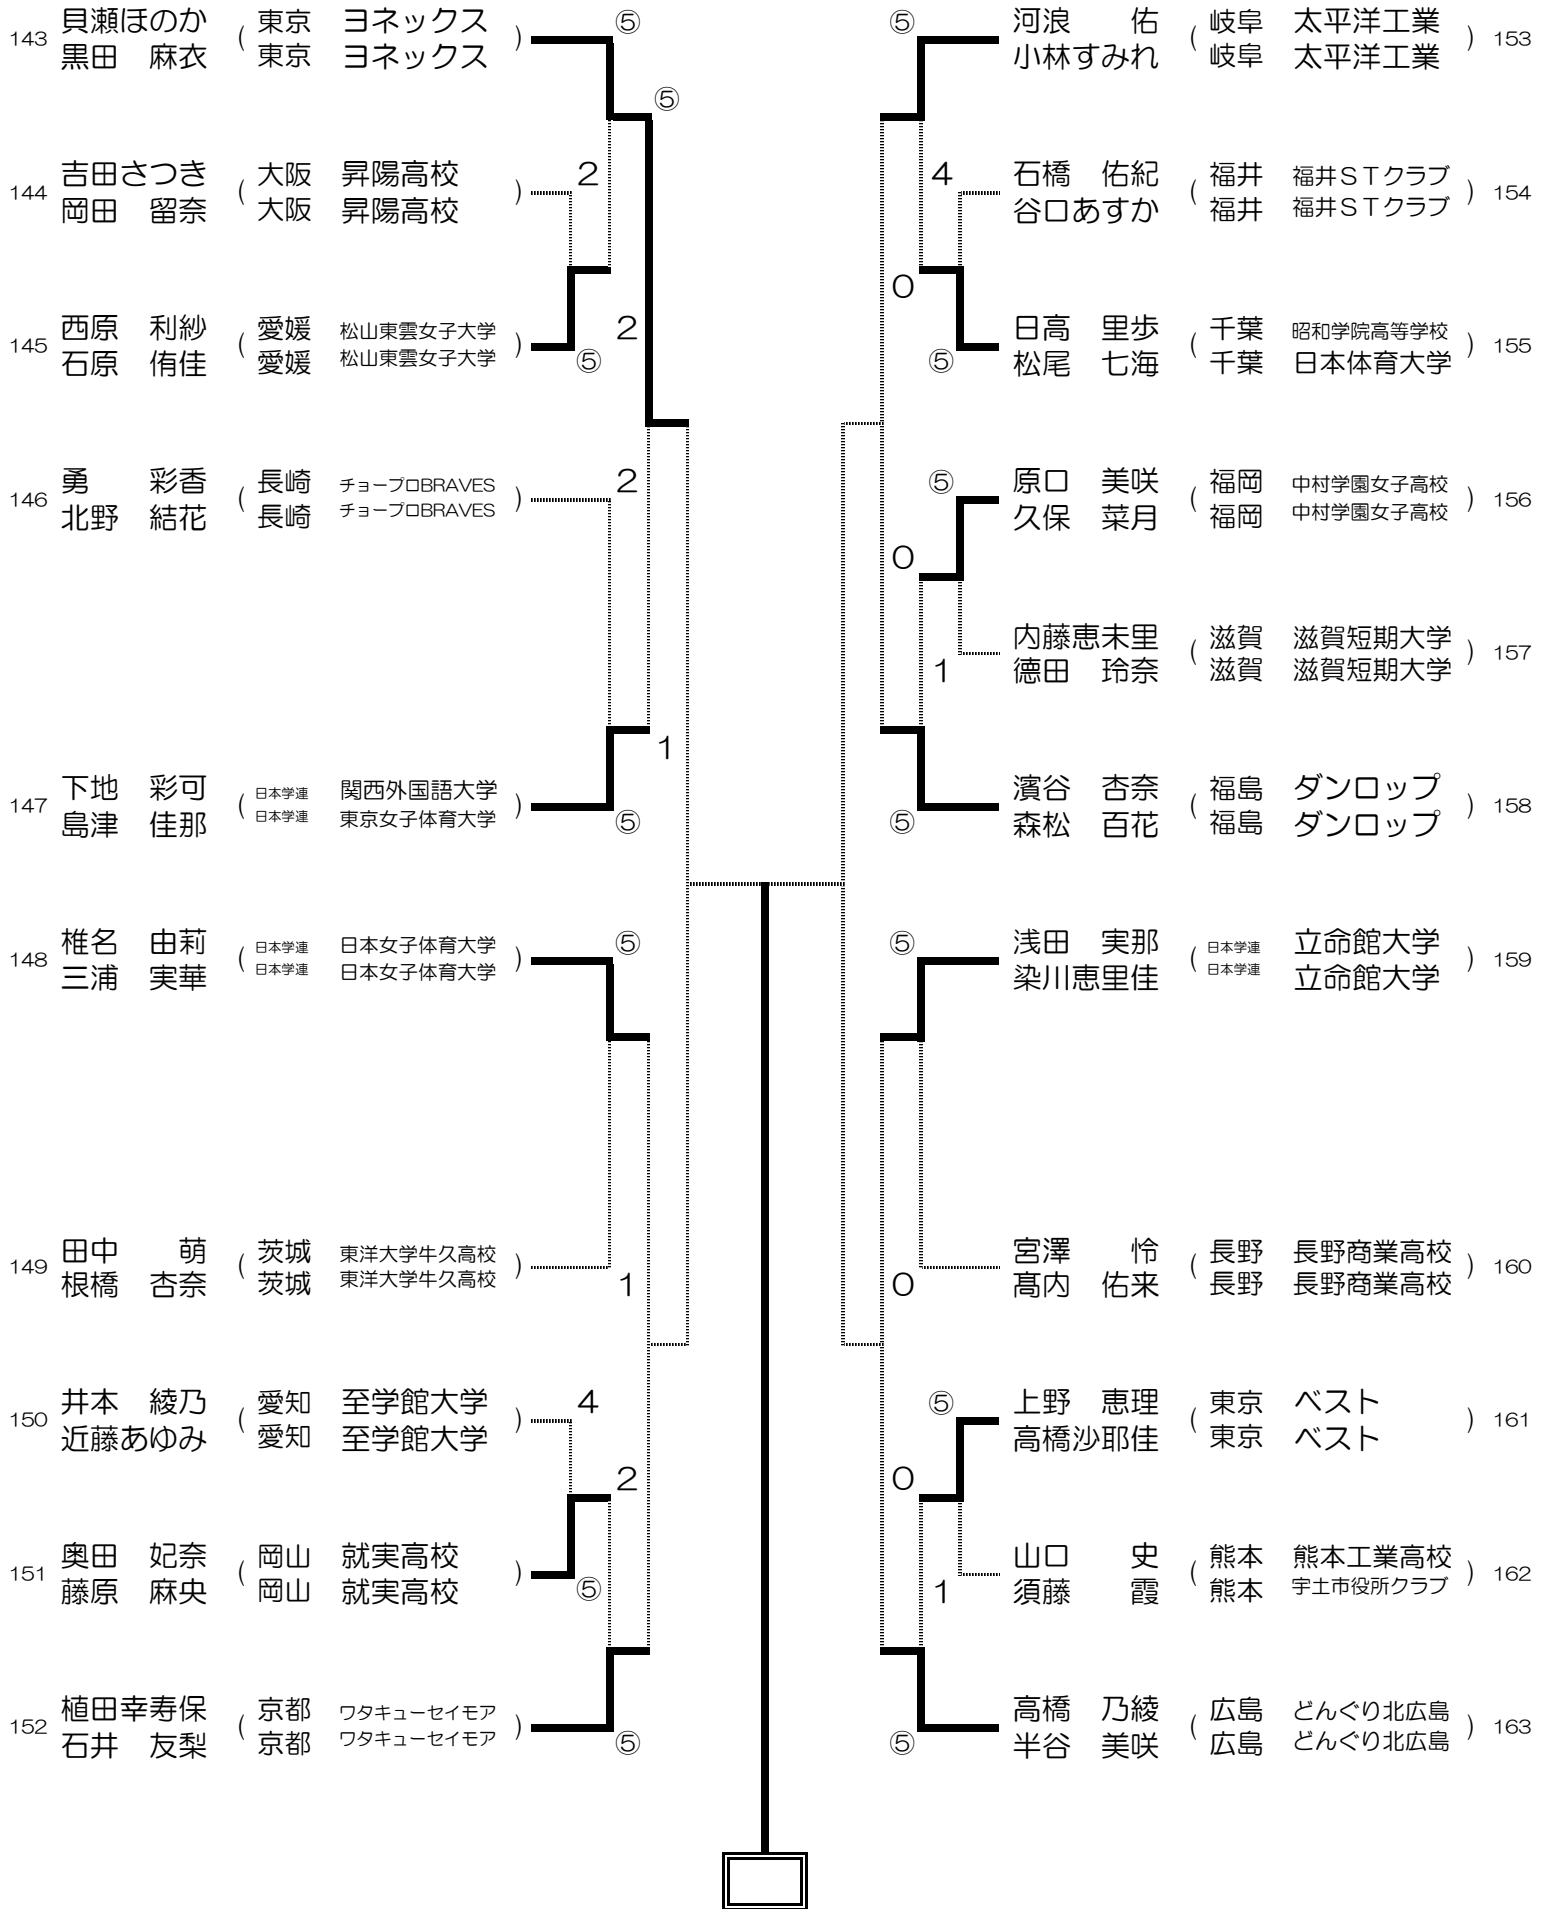 143 貝瀬ほのか ( 東京 ヨネックス )
黒田 麻衣 東京 ヨネックス
⑤
⑤
144 吉田さつき ( 大阪 昇陽高校 )
岡田 留奈 大阪 昇陽高校
2
145 西原 利紗 ( 愛媛 松山東雲女子大学 )
石原 侑佳 愛媛 松山東雲女子大学
2
⑤
146 勇 彩香 ( 長崎 チョープロBRAVES )
北野 結花 長崎 チョープロBRAVES
2
1
147 下地 彩可 ( 日本学連 関西外国語大学 )
島津 佳那 日本学連 東京女子体育大学
⑤
148 椎名 由莉 ( 日本学連 日本女子体育大学 )
三浦 実華 日本学連 日本女子体育大学
⑤
149 田中 萌 ( 茨城 東洋大学牛久高校 )
根橋 杏奈 茨城 東洋大学牛久高校
1
150 井本 綾乃 ( 愛知 至学館大学 )
近藤あゆみ 愛知 至学館大学
4
2
151 奥田 妃奈 ( 岡山 就実高校 )
藤原 麻央 岡山 就実高校
⑤
152 植田幸寿保 ( 京都 ワタキューセイモア )
石井 友梨 京都 ワタキューセイモア
⑤
⑤
河浪 佑 ( 岐阜 太平洋工業 ) 153
小林すみれ 岐阜 太平洋工業
4
石橋 佑紀 ( 福井 福井STクラブ ) 154
谷口あすか 福井 福井STクラブ
0
日高 里歩 ( 千葉 昭和学院高等学校 ) 155
松尾 七海 千葉 日本体育大学
⑤
⑤
原口 美咲 ( 福岡 中村学園女子高校 ) 156
久保 菜月 福岡 中村学園女子高校
0
内藤恵未里 ( 滋賀 滋賀短期大学 ) 157
德田 玲奈 滋賀 滋賀短期大学
1
濱谷 杏奈 ( 福島 ダンロップ ) 158
森松 百花 福島 ダンロップ
⑤
⑤
浅田 実那 ( 日本学連 立命館大学 ) 159
染川恵里佳 日本学連 立命館大学
宮澤 怜 ( 長野 長野商業高校 ) 160
髙内 佑来 長野 長野商業高校
0
⑤
上野 恵理 ( 東京 ベスト ) 161
高橋沙耶佳 東京 ベスト
0
山口 史 ( 熊本 熊本工業高校 ) 162
須藤 霞 熊本 宇土市役所クラブ
1
高橋 乃綾 ( 広島 どんぐり北広島 ) 163
半谷 美咲 広島 どんぐり北広島
⑤